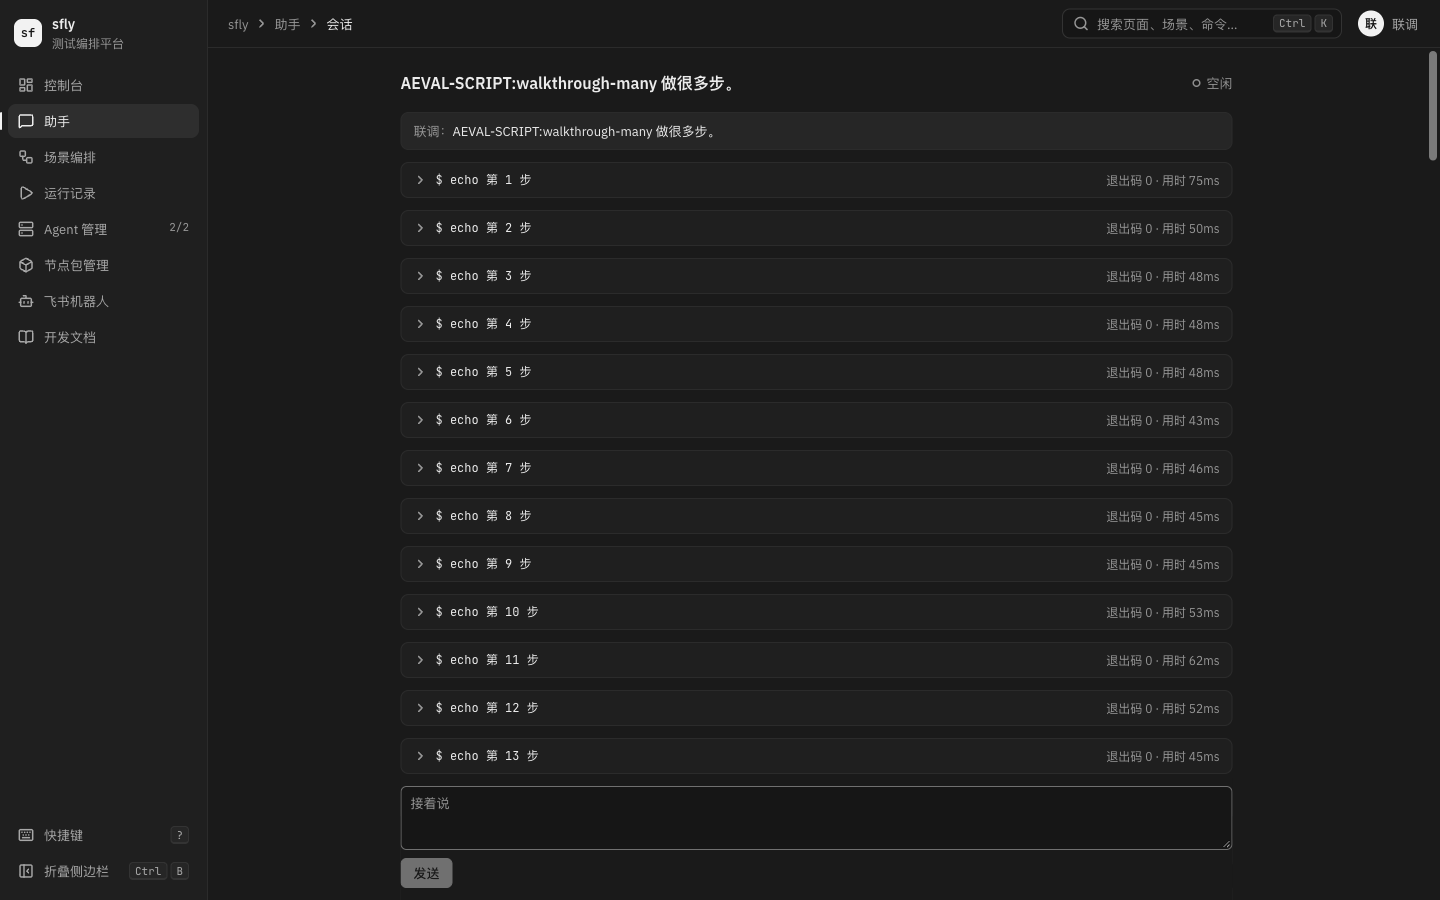 sf
sfly
测试编排平台
控制台
助手
场景编排
运行记录
Agent 管理 2/2
节点包管理
飞书机器人
开发文档
快捷键 ?
折叠侧边栏 Ctrl B
sfly 助手 会话
搜索页面、场景、命令... Ctrl K
联 联调
AEVAL-SCRIPT:walkthrough-many 做很多步。 空闲
联调： AEVAL-SCRIPT:walkthrough-many 做很多步。
$ echo 第 1 步 退出码 0 · 用时 75ms
$ echo 第 2 步 退出码 0 · 用时 50ms
$ echo 第 3 步 退出码 0 · 用时 48ms
$ echo 第 4 步 退出码 0 · 用时 48ms
$ echo 第 5 步 退出码 0 · 用时 48ms
$ echo 第 6 步 退出码 0 · 用时 43ms
$ echo 第 7 步 退出码 0 · 用时 46ms
$ echo 第 8 步 退出码 0 · 用时 45ms
$ echo 第 9 步 退出码 0 · 用时 45ms
$ echo 第 10 步 退出码 0 · 用时 53ms
$ echo 第 11 步 退出码 0 · 用时 62ms
$ echo 第 12 步 退出码 0 · 用时 52ms
$ echo 第 13 步 退出码 0 · 用时 45ms
接着说
发送